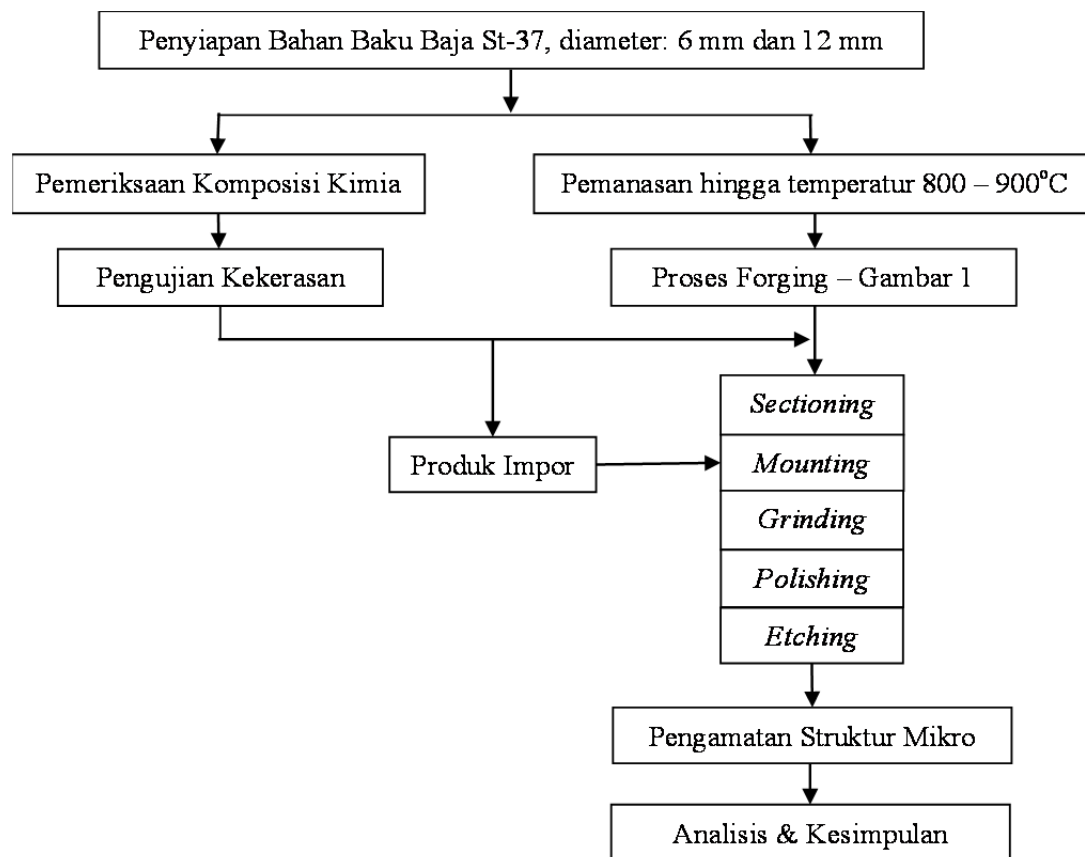 Penyiapan Bahan Baku Baja St-37, diameter: 6 mm dan 12 mm
Pemeriksaan Komposisi Kimia
Pemanasan hingga temperatur 800 – 900°C
Pengujian Kekerasan
Proses Forging – Gambar 1
Sectioning
Produk Impor
Mounting
Grinding
Polishing
Etching
Pengamatan Struktur Mikro
Analisis & Kesimpulan